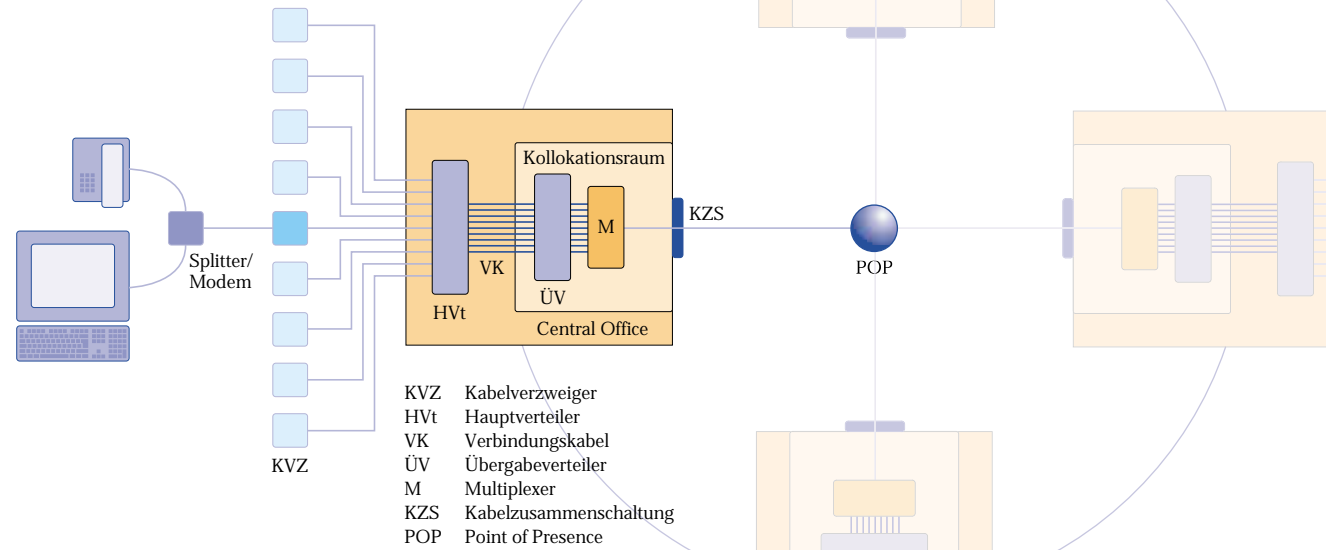 Kollokationsraum
M
KZS
Splitter/
Modem
VK
ÜV
HVt
POP
Central Office
KVZ
KVZ Kabelverzweiger
HVt Hauptverteiler
VK Verbindungskabel
ÜV Übergabeverteiler
M Multiplexer
KZS Kabelzusammenschaltung
POP Point of Presence